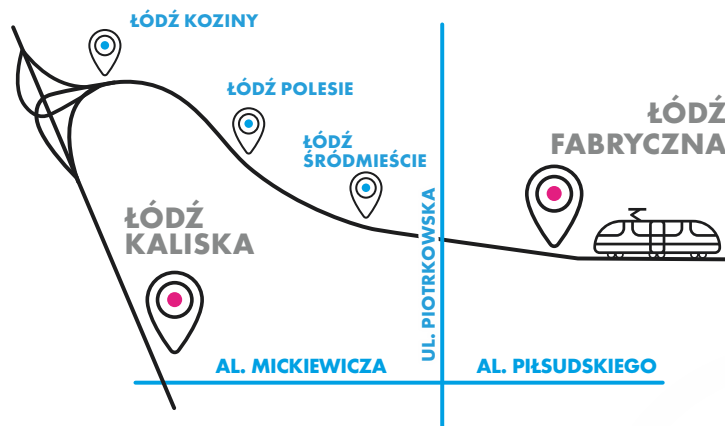 ŁÓDŹ KOZINY
ŁÓDŹ POLESIE
ŁÓDŹ
ŚRÓDMIEŚCIE
ŁÓDŹ
FABRYCZNA
ŁÓDŹ
KALISKA
UL. PIOTRKOWSKA
AL. MICKIEWICZA
AL. PIŁSUDSKIEGO